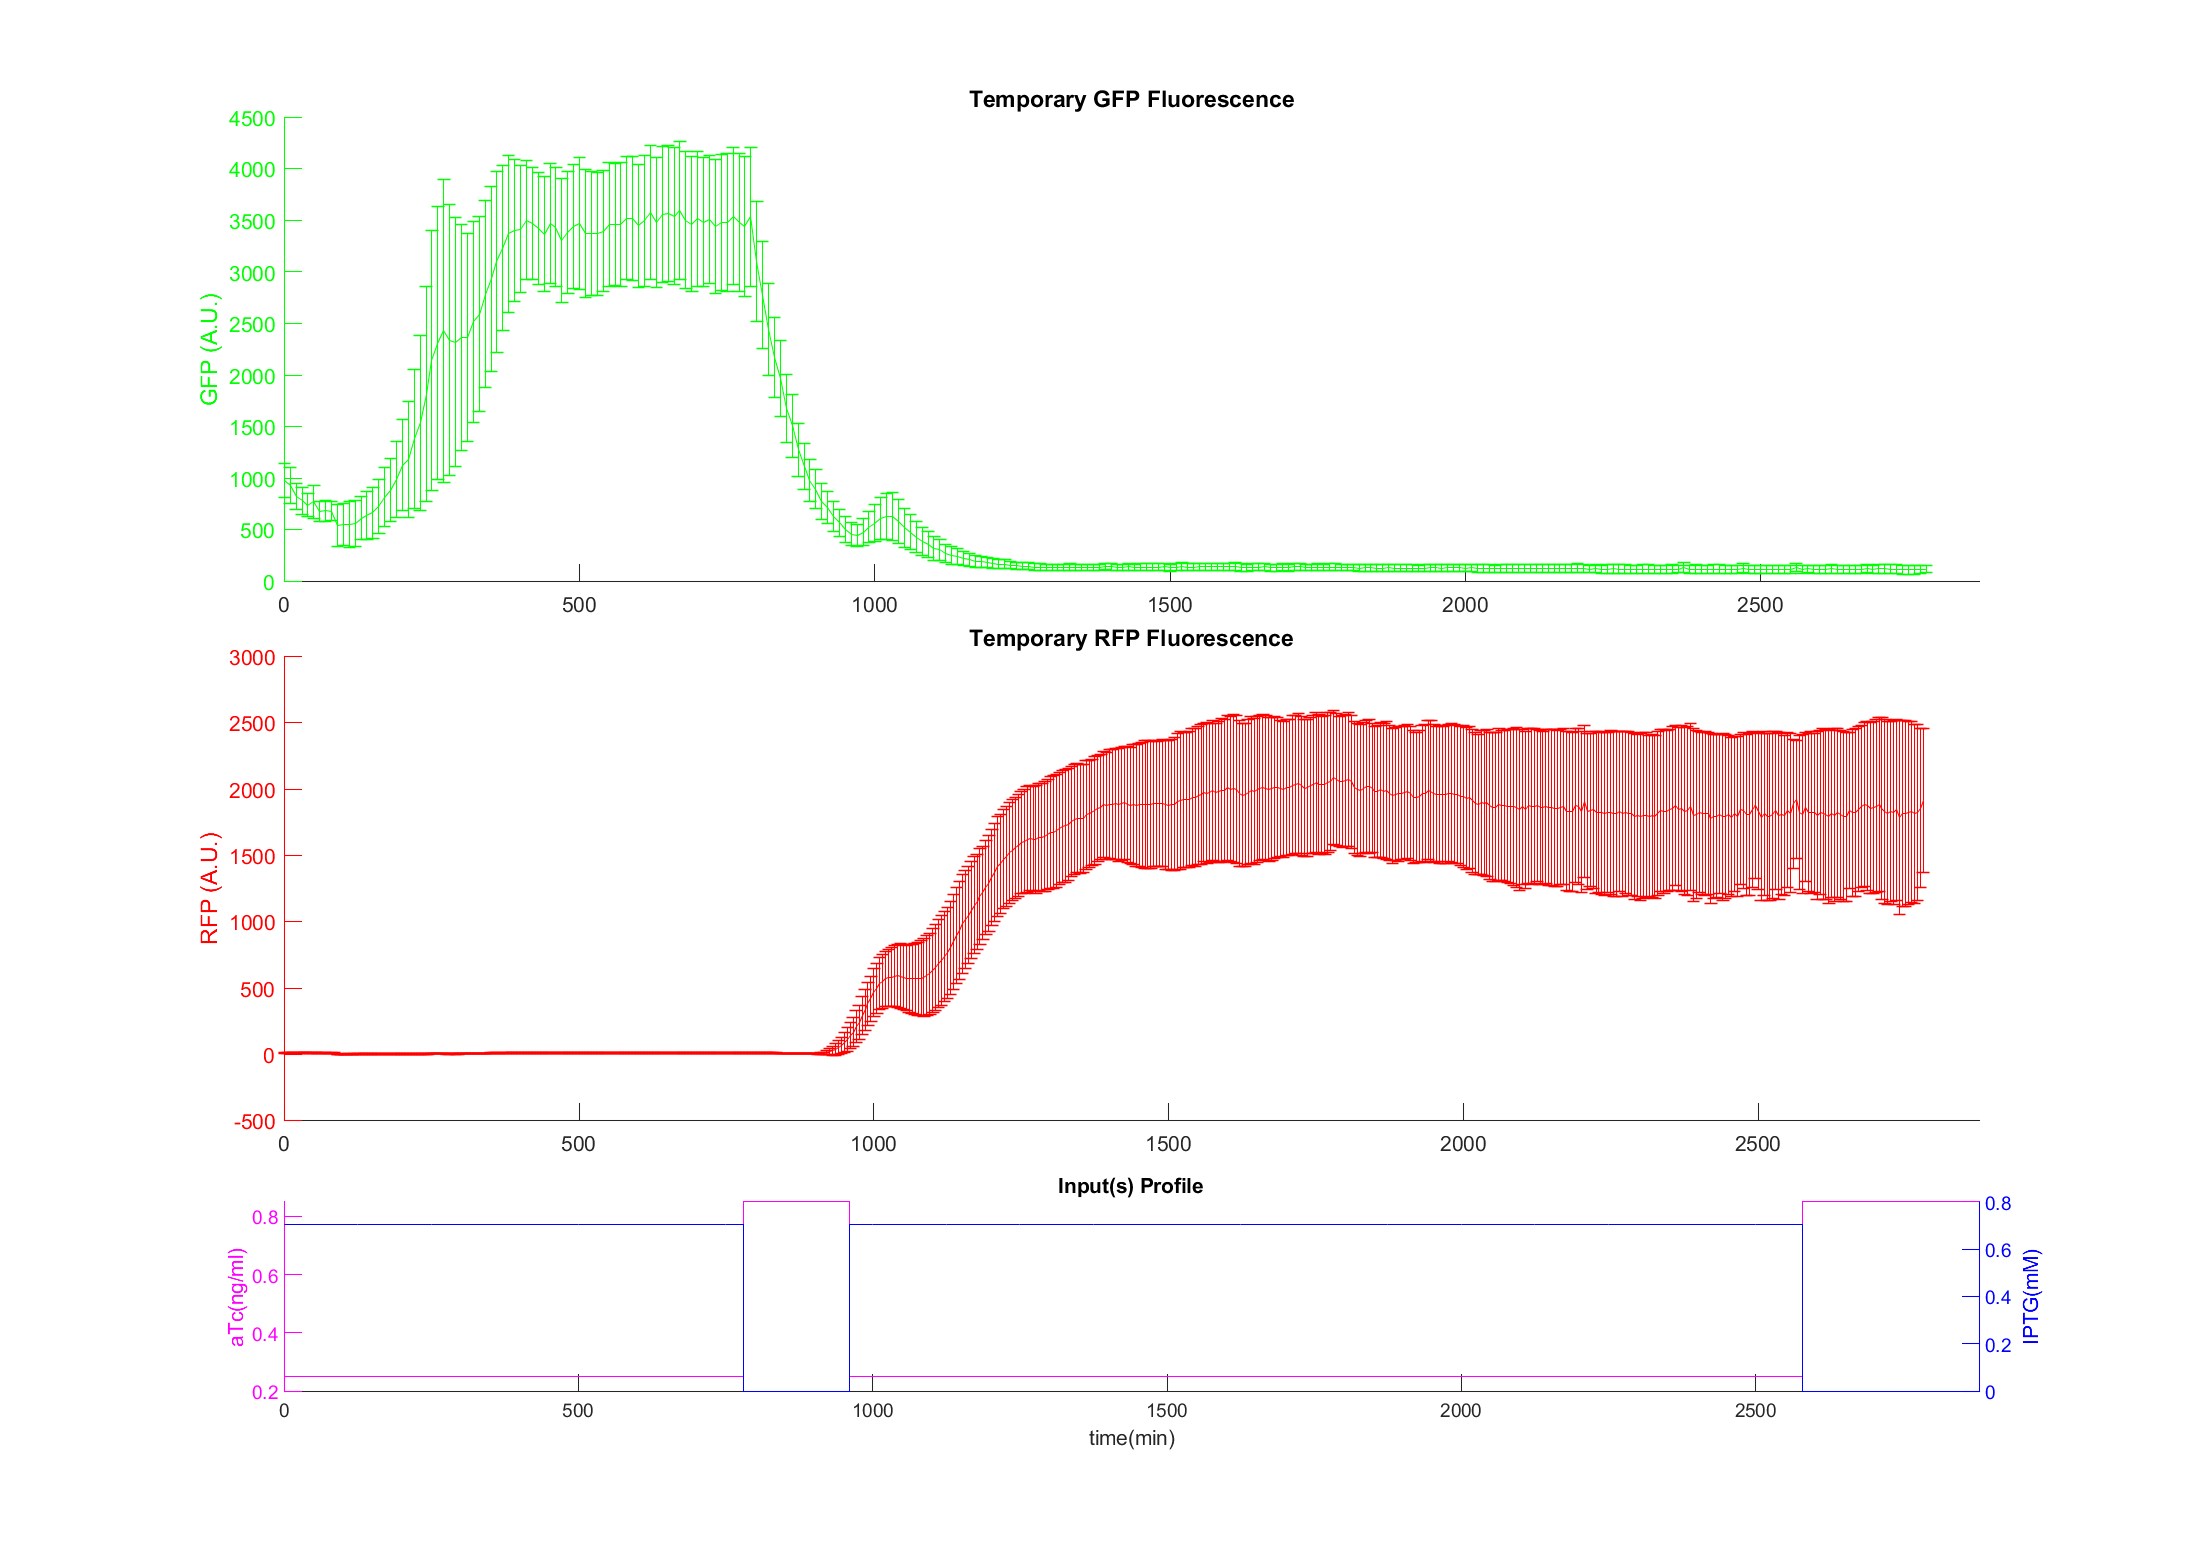 Temporary GFP Fluorescence
4500
4000
3500
3000
2500
2000
1500
1000
500
0
GFP (A.U.)
0 500 1000 1500 2000 2500
Temporary RFP Fluorescence
3000
2500
2000
1500
1000
500
0
-500
RFP (A.U.)
0 500 1000 1500 2000 2500
Input(s) Profile
0.8
0.6
0.4
0.2
aTc(ng/ml)
0.8
0.6
0.4
0.2
0
IPTG(mM)
0 500 1000 1500 2000 2500
time(min)